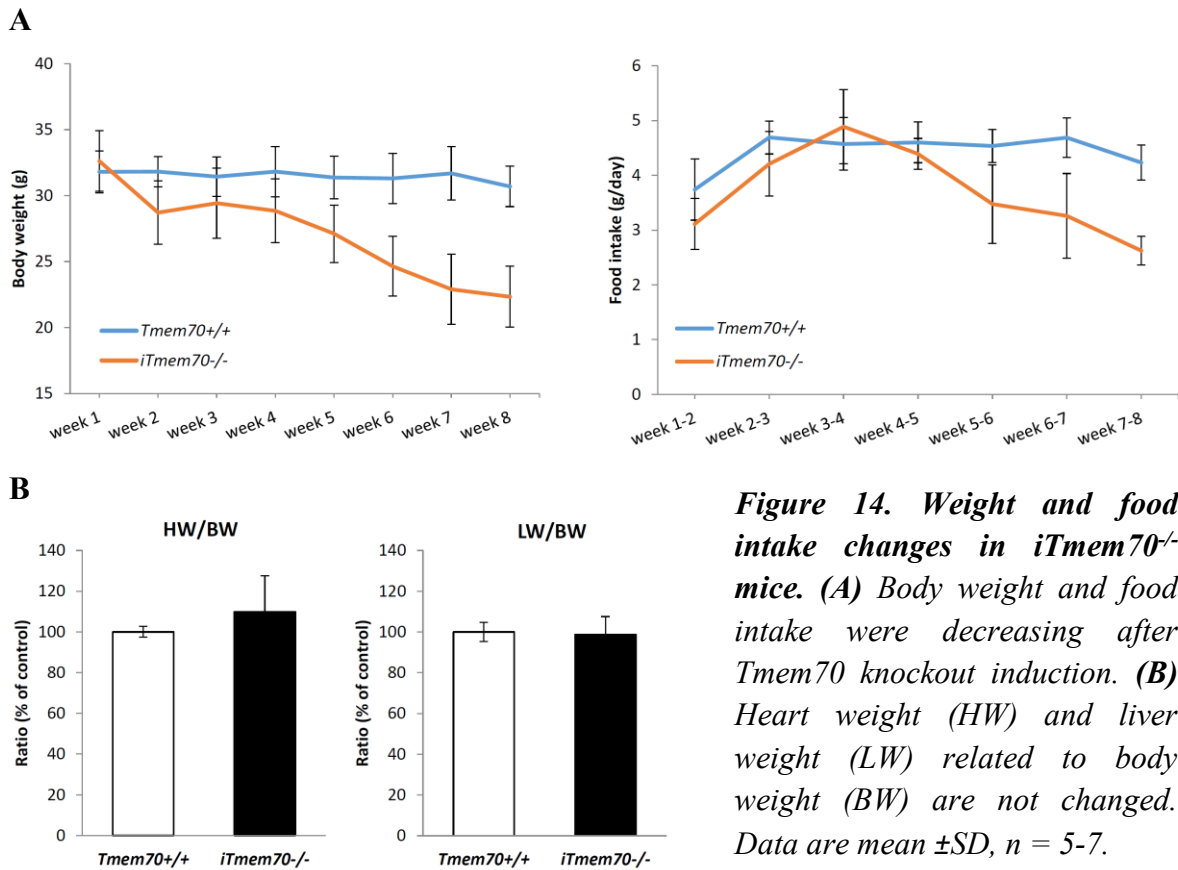 A
40
35
30
25
20
15
Body weight (g)
Tmem70+/+
iTmem70-/-
week 1
week 2
week 3
week 4
week 5
week 6
week 7
week 8
6
5
4
3
2
1
0
Food intake (g/day)
Tmem70+/+
iTmem70-/-
week 1-2
week 2-3
week 3-4
week 4-5
week 5-6
week 6-7
week 7-8
B
HW/BW
140
120
100
80
60
40
20
0
Ratio (% of control)
Tmem70+/+
iTmem70-/-
LW/BW
140
120
100
80
60
40
20
0
Ratio (% of control)
Tmem70+/+
iTmem70-/-
Figure 14. Weight and food
intake changes in iTmem70-/-
mice. (A) Body weight and food
intake were decreasing after
Tmem70 knockout induction. (B)
Heart weight (HW) and liver
weight (LW) related to body
weight (BW) are not changed.
Data are mean ±SD, n = 5-7.